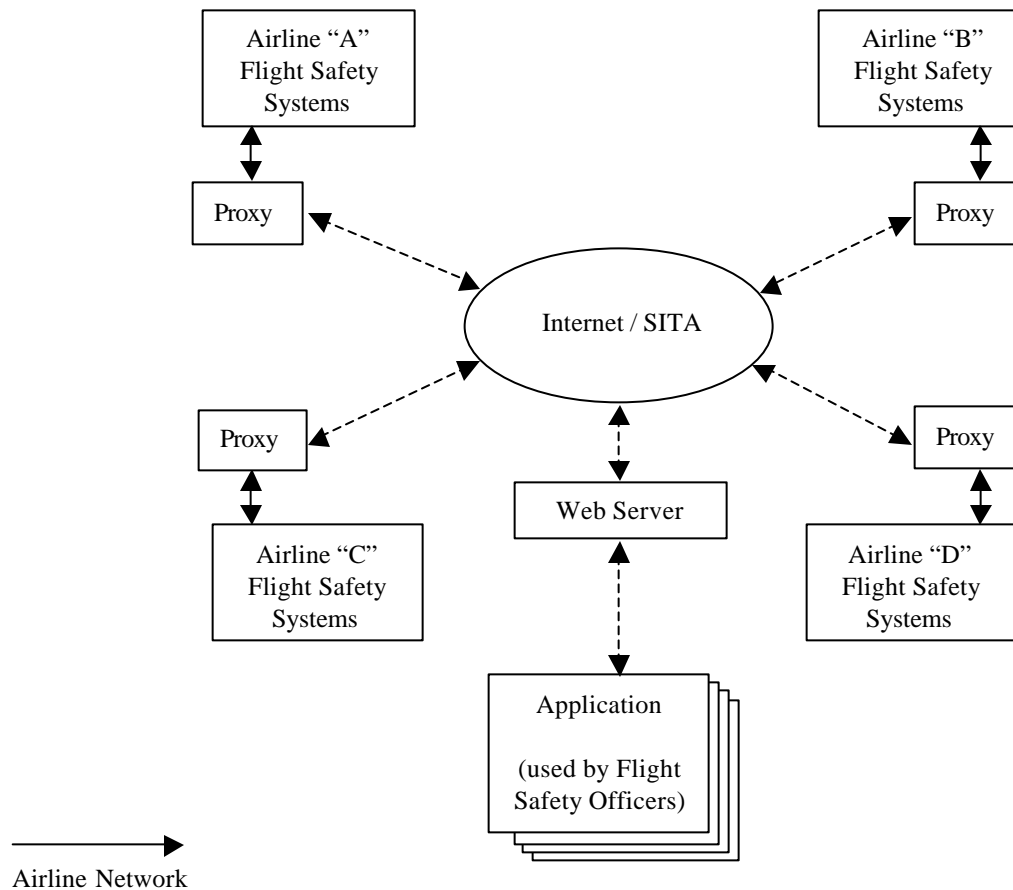 Airline “A”
Flight Safety
Systems
Airline “B”
Flight Safety
Systems
Proxy
Proxy
Internet / SITA
Proxy
Proxy
Web Server
Airline “C”
Flight Safety
Systems
Airline “D”
Flight Safety
Systems
Application
(used by Flight
Safety Officers)
Airline Network